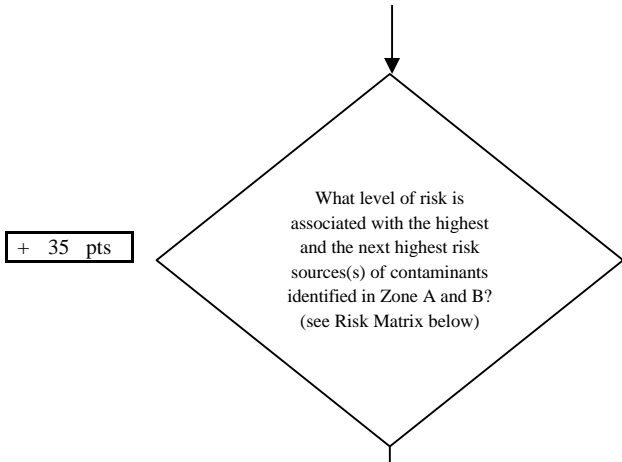 What level of risk is
associated with the highest
and the next highest risk
sources(s) of contaminants
identified in Zone A and B?
(see Risk Matrix below)
+ 35 pts